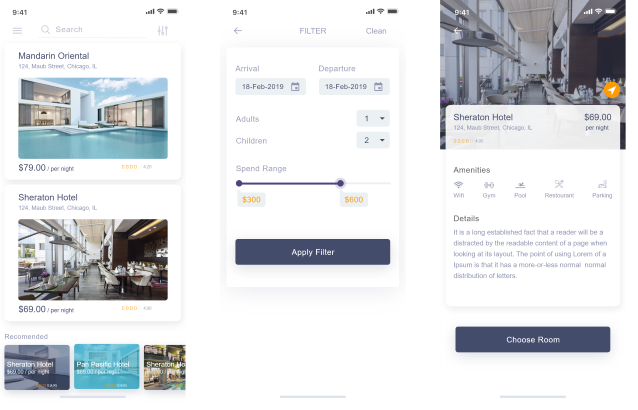 9:41
Search
Mandarin Oriental
124, Maub Street, Chicago, IL
$79.00 / per night
4.20
Sheraton Hotel
124, Maub Street, Chicago, IL
$69.00 / per night
4.20
Recomended
Sheraton Hotel
$69.00 / per night
Pan Pasific Hotel
$69.00 / per night
Sheraton Ho
$69.00 / per night
9:41
FILTER
Clean
Arrival
Departure
18-Feb-2019
18-Feb-2019
Adults
1
Children
2
Spend Range
$300
$600
Apply Filter
9:41
Sheraton Hotel
$69.00
124, Maub Street, Chicago, IL
per night
Amenities
Wifi
Gym
Pool
Restaurant
Parking
Details
It is a long established fact that a reader will be a
distracted by the readable content of a page when
looking at its layout. The point of using Lorem of a
Ipsum is that it has a more-or-less normal normal
distribution of letters.
Choose Room